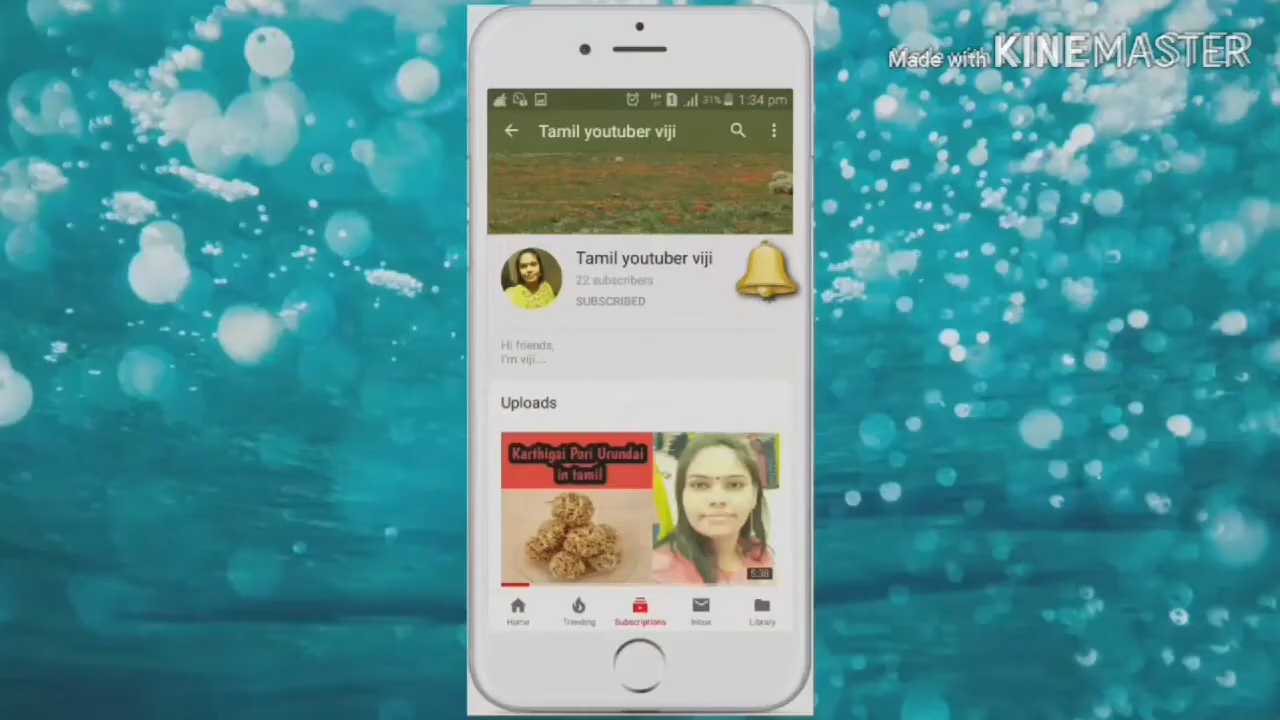 Made with KINEMASTER
31% 1:34 pm
Tamil youtuber viji
Tamil youtuber viji
22 subscribers
SUBSCRIBED
Hi friends,
I'm viji....
Uploads
Karthigai Pori Urundai
in tamil
5:38
Home Trending Subscriptions Inbox Library